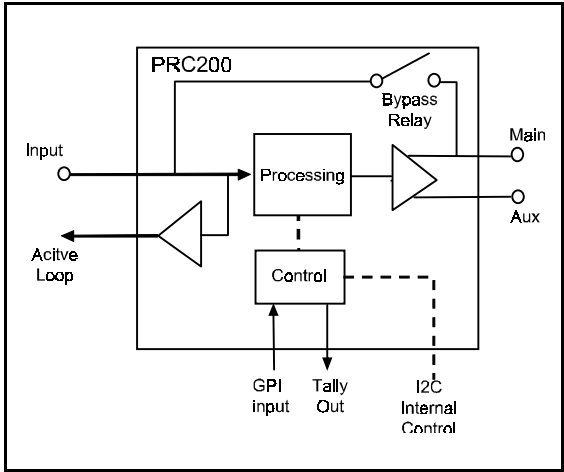 PRC200
Bypass
Relay
Input
Main
Processing
Aux
Acitve
Loop
Control
GPI
input
Tally
Out
I2C
Internal
Control